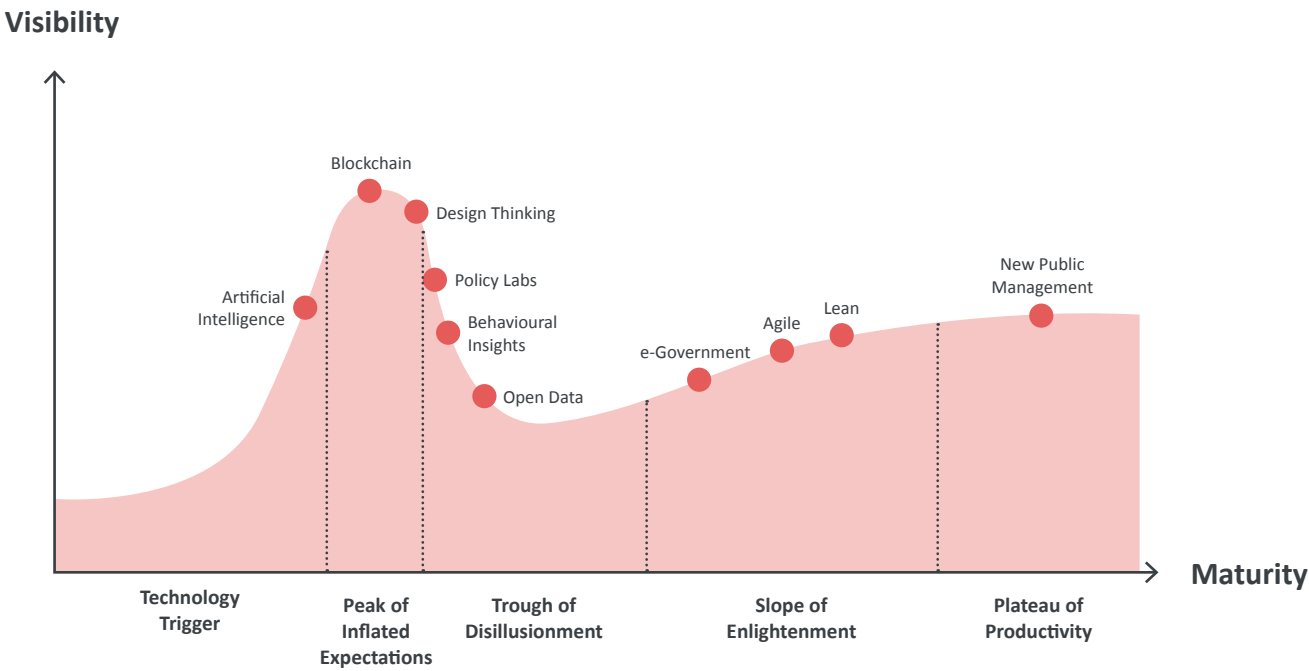 Visibility
Blockchain
Design Thinking
Policy Labs
Artificial
Intelligence
Behavioural
Insights
Open Data
e-Government
Agile
Lean
New Public
Management
Maturity
Technology
Trigger
Peak of
Inflated
Expectations
Trough of
Disillusionment
Slope of
Enlightenment
Plateau of
Productivity